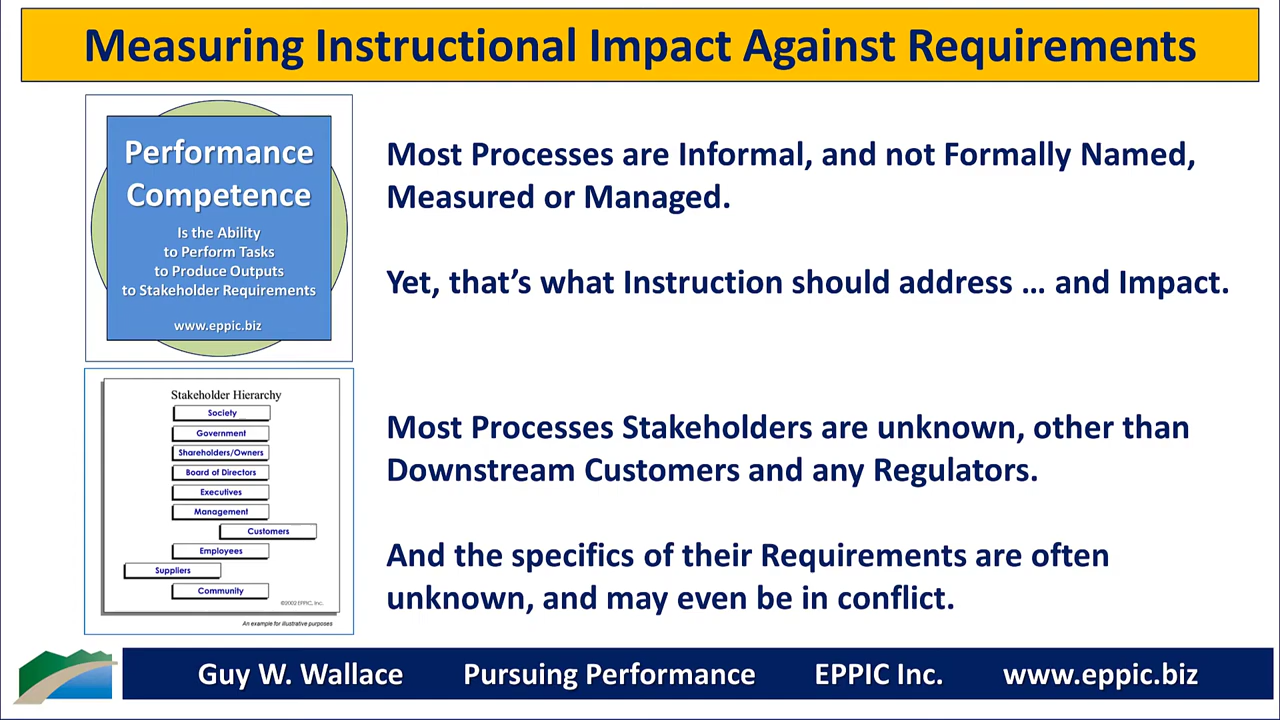 Measuring Instructional Impact Against Requirements
Performance
Competence
Is the Ability
to Perform Tasks
to Produce Outputs
to Stakeholder Requirements
www.eppic.biz
Most Processes are Informal, and not Formally Named,
Measured or Managed.
Yet, that’s what Instruction should address ... and Impact.
Stakeholder Hierarchy
Society
Government
Shareholders/Owners
Board of Directors
Executives
Management
Customers
Employees
Suppliers
Community
©2002 EPPIC, Inc.
An example for illustrative purposes
Most Processes Stakeholders are unknown, other than
Downstream Customers and any Regulators.
And the specifics of their Requirements are often
unknown, and may even be in conflict.
Guy W. Wallace Pursuing Performance EPPIC Inc. www.eppic.biz